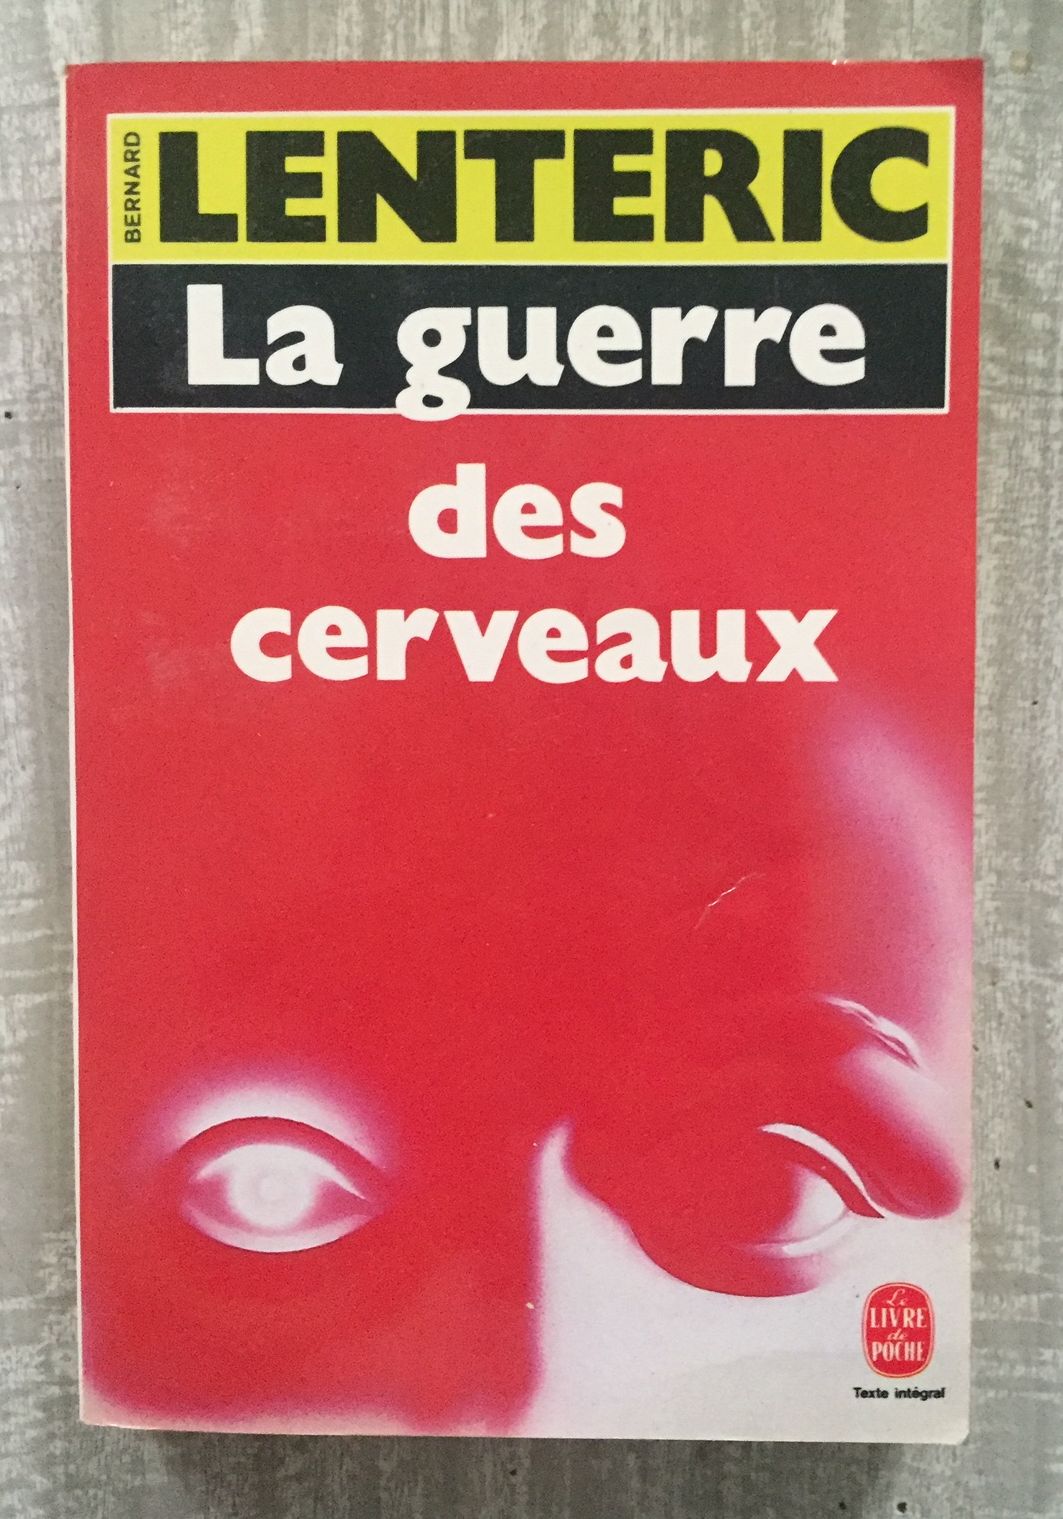 BERNARD
LENTERIC
La guerre
des
cerveaux
Le
LIVRE
de
POCHE
Texte intégral